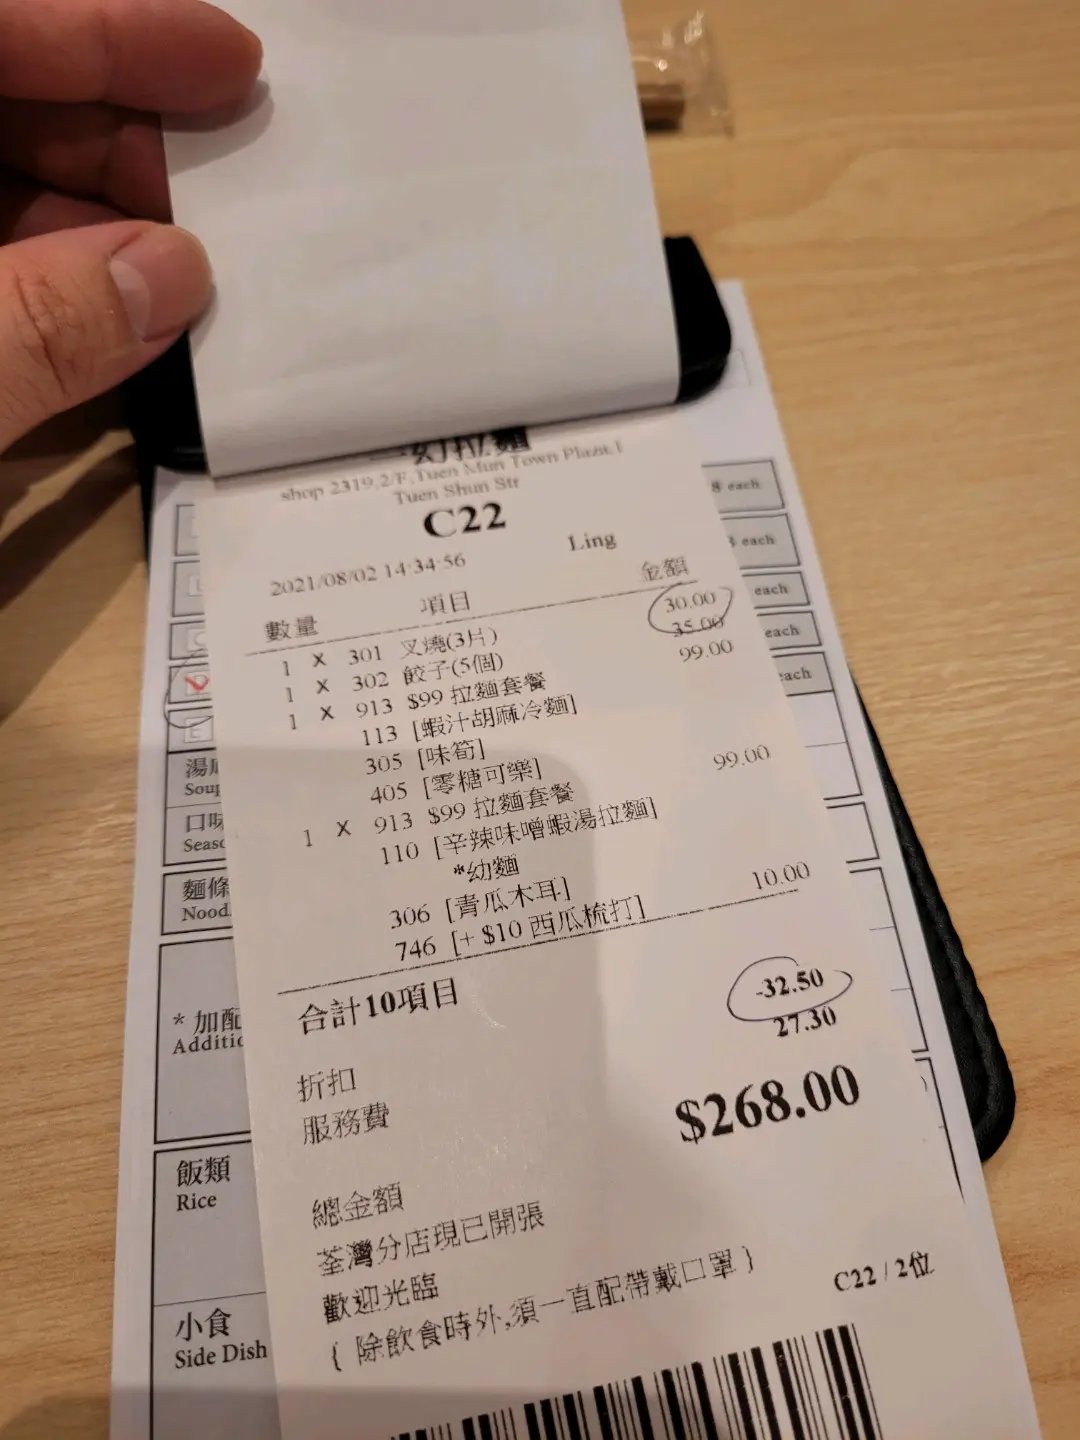 一幻拉麵
shop 2319,2/F,Tuen Mun Town Plaza,1
Tuen Shun Str
C22
2021/08/02 14:34:56 Ling
數量 項目 金額
1 X 301 叉燒(3片) 30.00
1 X 302 餃子(5個) 35.00
1 X 913 $99 拉麵套餐 99.00
113 [蝦汁胡麻冷麵]
305 [味筍]
405 [零糖可樂]
1 X 913 $99 拉麵套餐 99.00
110 [辛辣味噌蝦湯拉麵]
*幼麵
306 [青瓜木耳]
746 [+ $10 西瓜梳打] 10.00
合計10項目
折扣 -32.50
服務費 27.30
總金額 $268.00
荃灣分店現已開張
歡迎光臨
{ 除飲食時外,須一直配帶戴口罩 }
C22 / 2位
8 each
each
each
each
each
E
湯
Soup
口味
Seas
麵條
Nood
* 加配
Additio
飯類
Rice
小食
Side Dish